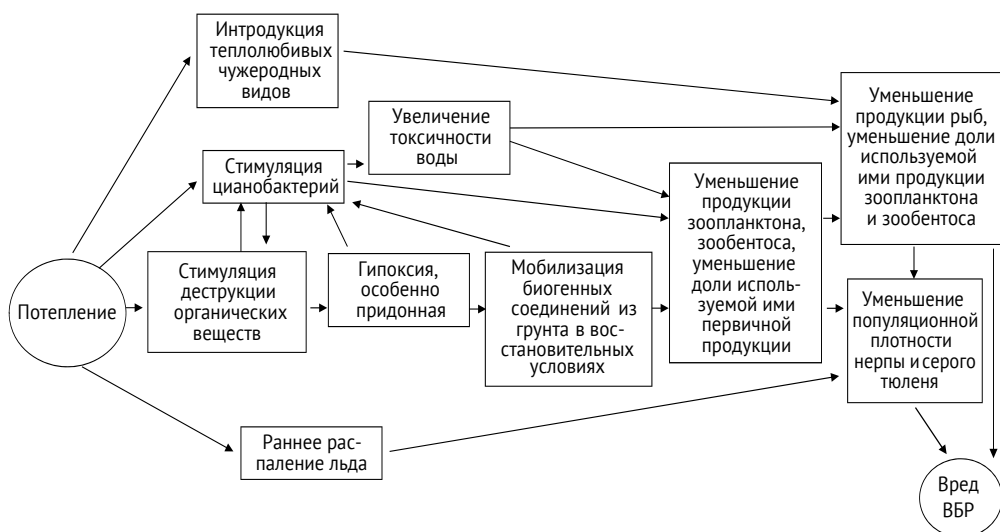 Интродукция
теплолюбивых
чужеродных
видов
Увеличение
токсичности
воды
Уменьшение
продукции рыб,
уменьшение доли
используемой
ими продукции
зоопланктона
и зообентоса
Стимуляция
цианобактерий
Уменьшение
продукции
зоопланктона,
зообентоса,
уменьшение
доли исполь-
зуемой ими
первичной
продукции
Потепление
Стимуляция
деструкции
органических
веществ
Гипоксия,
особенно
придонная
Мобилизация
биогенных
соединений из
грунта в вос-
становительных
условиях
Уменьшение
популяционной
плотности
нерпы и серого
тюленя
Раннее рас-
паление льда
Вред
ВБР